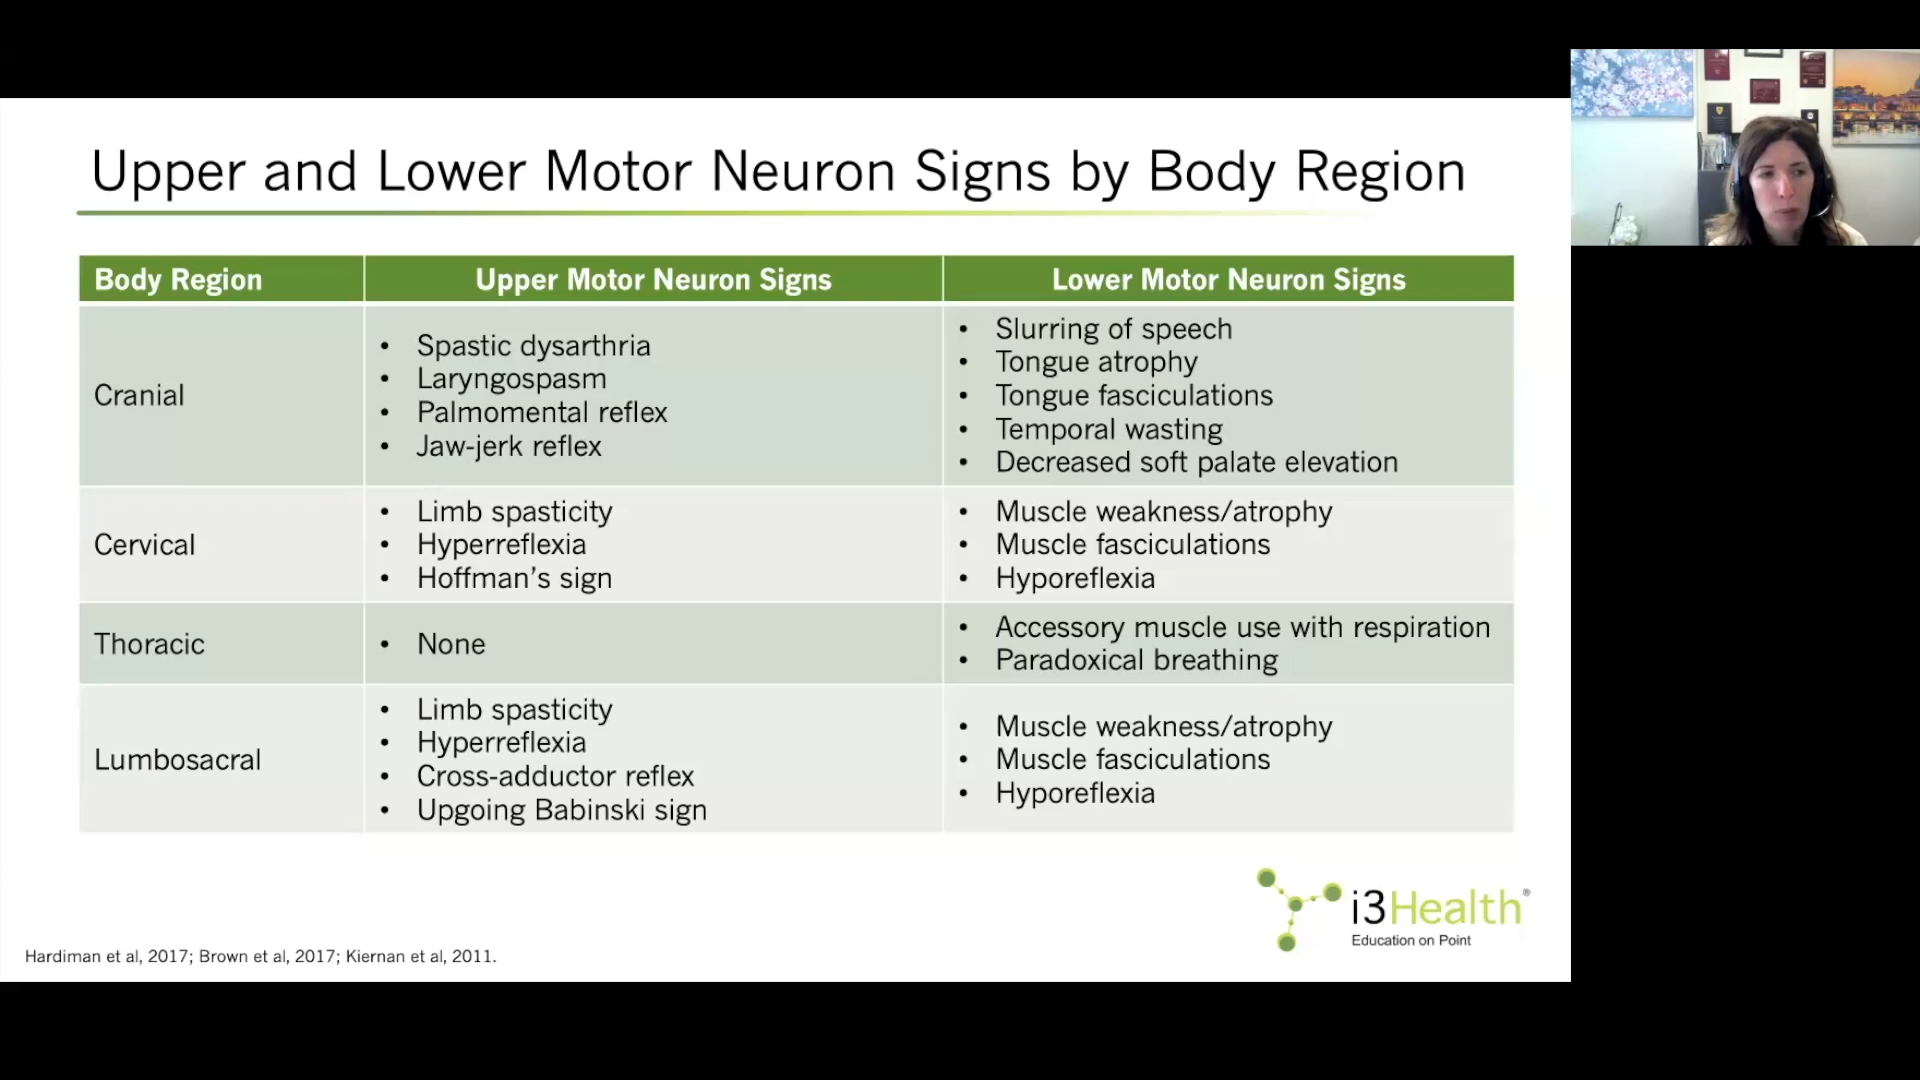 Upper and Lower Motor Neuron Signs by Body Region
Body Region
Upper Motor Neuron Signs
Lower Motor Neuron Signs
Cranial
• Spastic dysarthria
• Laryngospasm
• Palmomental reflex
• Jaw-jerk reflex
• Slurring of speech
• Tongue atrophy
• Tongue fasciculations
• Temporal wasting
• Decreased soft palate elevation
Cervical
• Limb spasticity
• Hyperreflexia
• Hoffman’s sign
• Muscle weakness/atrophy
• Muscle fasciculations
• Hyporeflexia
Thoracic
• None
• Accessory muscle use with respiration
• Paradoxical breathing
Lumbosacral
• Limb spasticity
• Hyperreflexia
• Cross-adductor reflex
• Upgoing Babinski sign
• Muscle weakness/atrophy
• Muscle fasciculations
• Hyporeflexia
i3Health®
Education on Point
Hardiman et al, 2017; Brown et al, 2017; Kiernan et al, 2011.